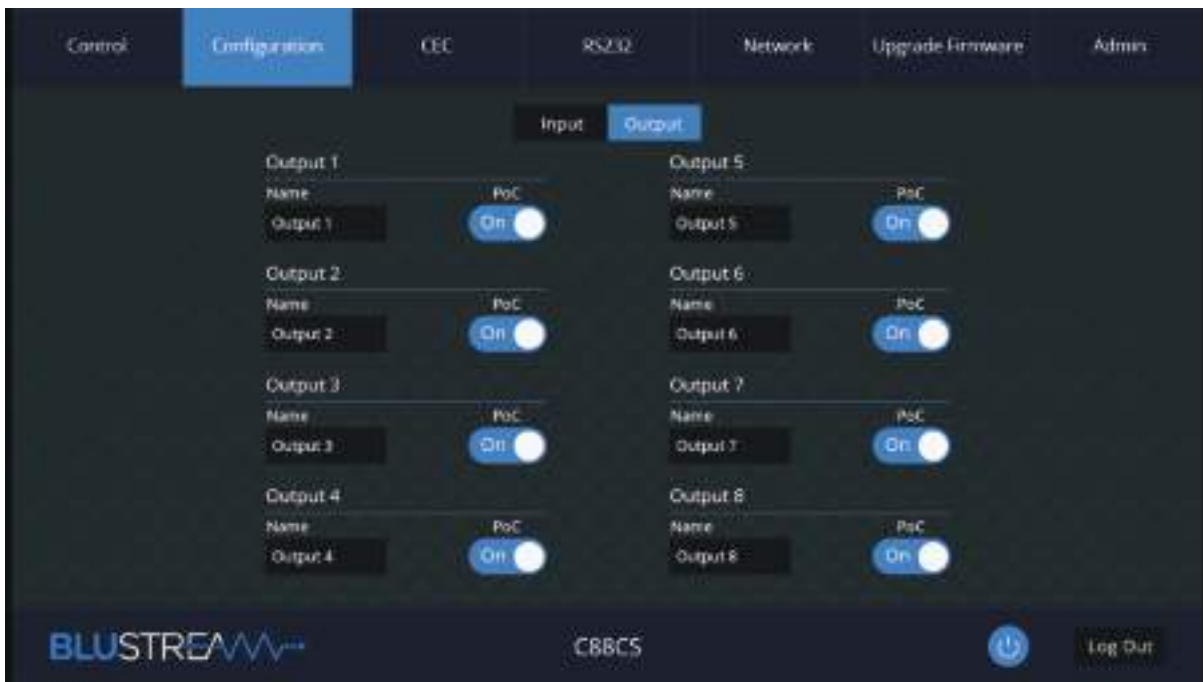 Control Configuration CEC RS232 Network Upgrade Firmware Admin
Input Output
Output 1
Name PoC
Output 1 On
Output 5
Name PoC
Output 5 On
Output 2
Name PoC
Output 2 On
Output 6
Name PoC
Output 6 On
Output 3
Name PoC
Output 3 On
Output 7
Name PoC
Output 7 On
Output 4
Name PoC
Output 4 On
Output 8
Name PoC
Output 8 On
BLUSTREAM C88CS Log Out